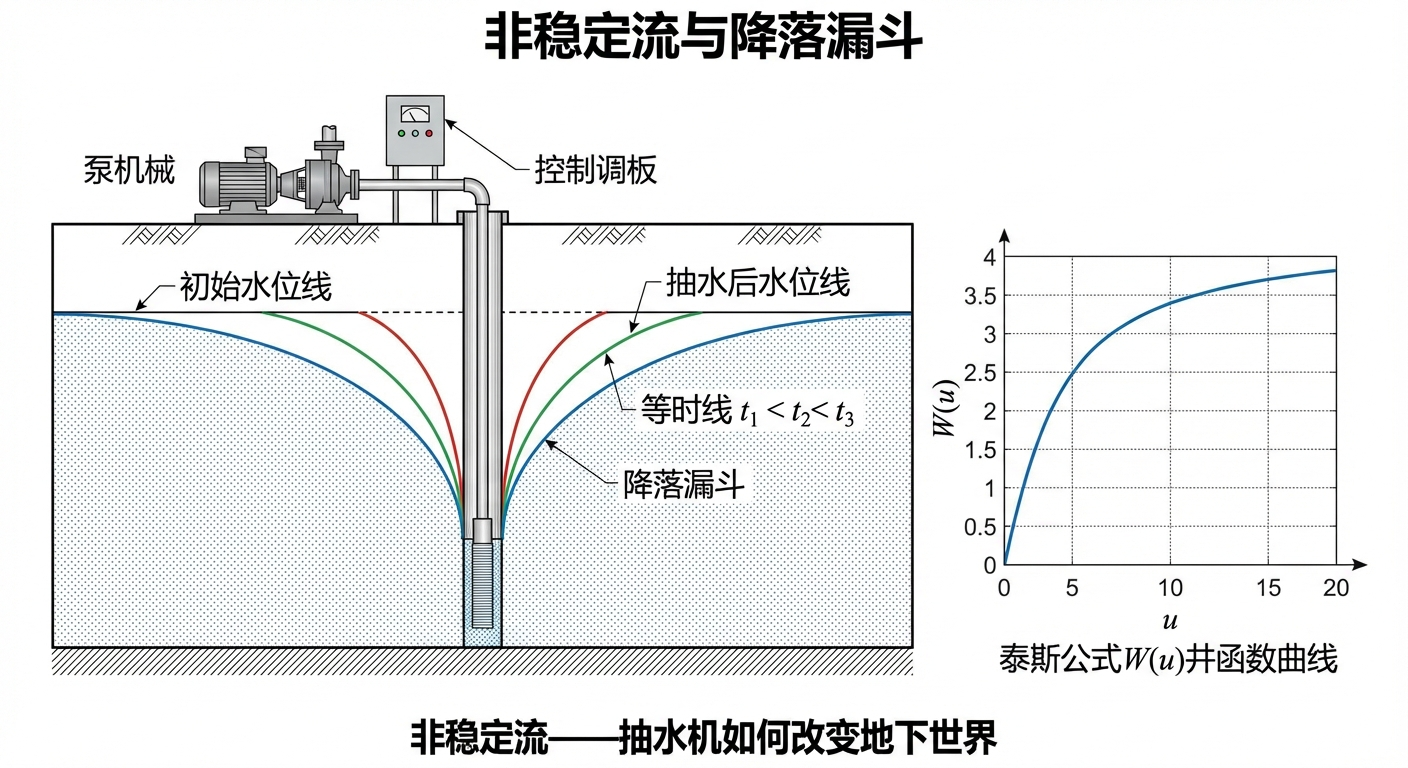 非稳定流与降落漏斗
泵机械
控制调板
初始水位线
抽水后水位线
等时线 t₁ < t₂ < t₃
降落漏斗
4
3.5
3
2.5
2
1.5
1
0.5
0
W(u)
0 5 10 15 20
u
泰斯公式W(u)井函数曲线
非稳定流——抽水机如何改变地下世界